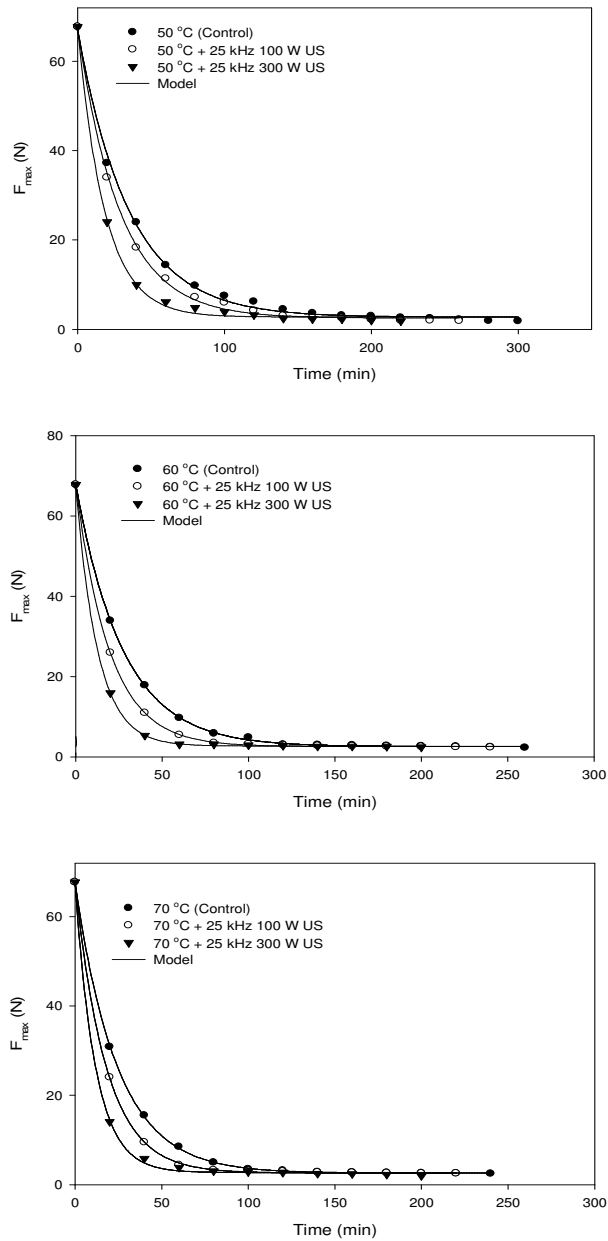 60
40
20
0
F_max (N)
50 °C (Control)
50 °C + 25 kHz 100 W US
50 °C + 25 kHz 300 W US
Model
0 100 200 300
Time (min)
80
60
40
20
0
F_max (N)
60 °C (Control)
60 °C + 25 kHz 100 W US
60 °C + 25 kHz 300 W US
Model
0 50 100 150 200 250 300
Time (min)
60
40
20
0
F_max (N)
70 °C (Control)
70 °C + 25 kHz 100 W US
70 °C + 25 kHz 300 W US
Model
0 50 100 150 200 250 300
Time (min)